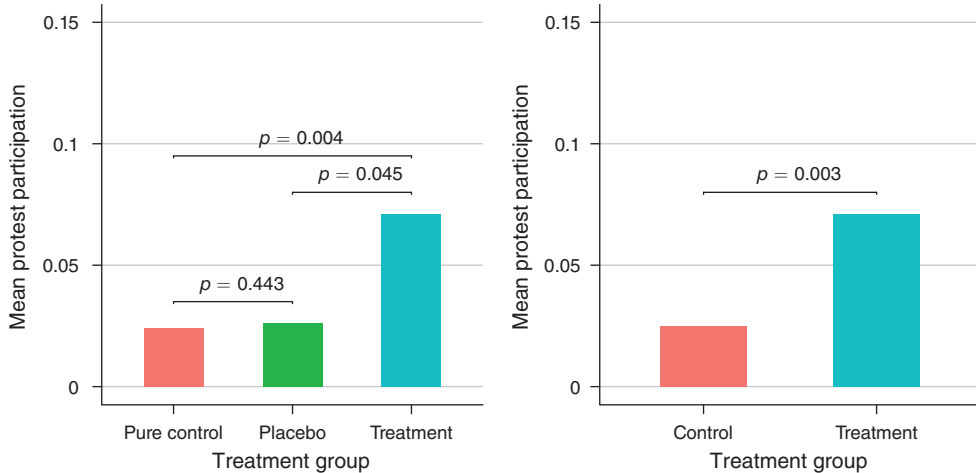 Mean protest participation
0.15
0.1
0.05
0
p = 0.004
p = 0.045
p = 0.443
Pure control
Placebo
Treatment
Treatment group
Mean protest participation
0.15
0.1
0.05
0
p = 0.003
Control
Treatment
Treatment group